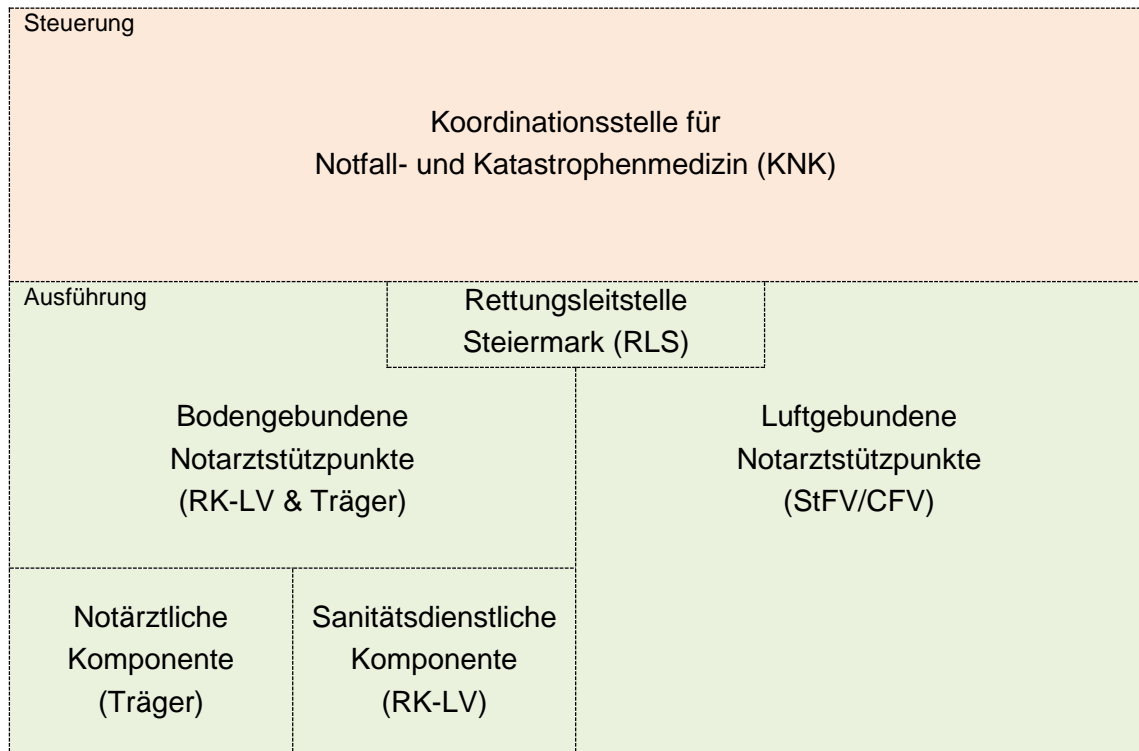 Steuerung
Koordinationsstelle für
Notfall- und Katastrophenmedizin (KNK)
Ausführung
Rettungsleitstelle
Steiermark (RLS)
Bodengebundene
Notarztstützpunkte
(RK-LV & Träger)
Luftgebundene
Notarztstützpunkte
(StFV/CFV)
Notärztliche
Komponente
(Träger)
Sanitätsdienstliche
Komponente
(RK-LV)